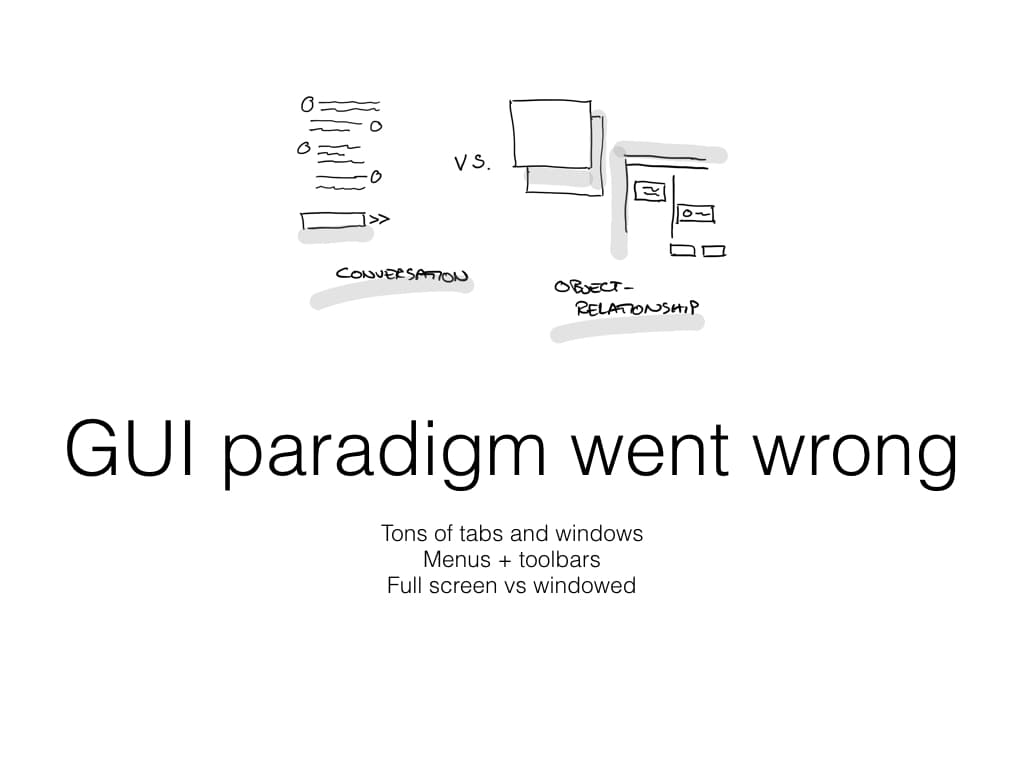 VS.
>>
CONVERSATION
OBJECT-
RELATIONSHIP
GUI paradigm went wrong
Tons of tabs and windows
Menus + toolbars
Full screen vs windowed